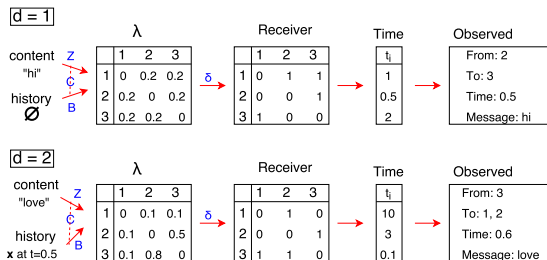 d = 1
λ Receiver Time Observed
content Z 1 2 3 1 2 3 tᵢ From: 2
"hi" 1 0 0.2 0.2 1 0 1 1 1 To: 3
C δ
history 2 0.2 0 0.2 2 0 0 1 0.5 Time: 0.5
∅ B 3 0.2 0.2 0 3 1 0 0 2 Message: hi
d = 2
λ Receiver Time Observed
content Z 1 2 3 1 2 3 tᵢ From: 3
"love" 1 0 0.1 0.1 1 0 1 0 10 To: 1, 2
C δ
history 2 0.1 0 0.5 2 0 0 1 3 Time: 0.6
x at t=0.5 B 3 0.1 0.8 0 3 1 1 0 0.1 Message: love